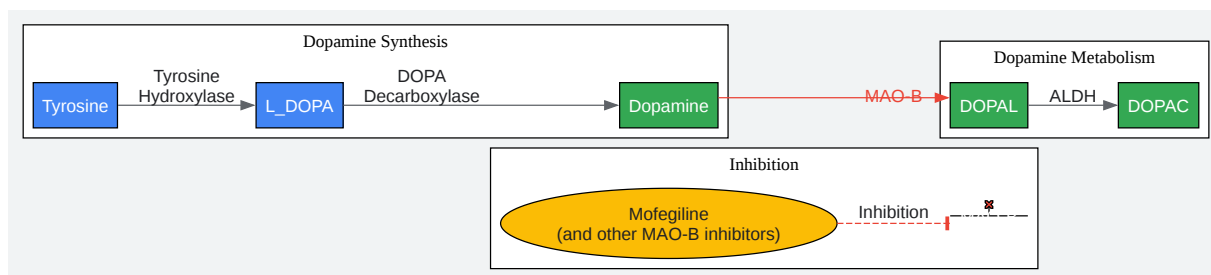 Dopamine Synthesis
Tyrosine
Tyrosine
Hydroxylase
L_DOPA
DOPA
Decarboxylase
Dopamine
MAO-B
Dopamine Metabolism
DOPAL
ALDH
DOPAC
Inhibition
Mofegiline
(and other MAO-B inhibitors)
Inhibition